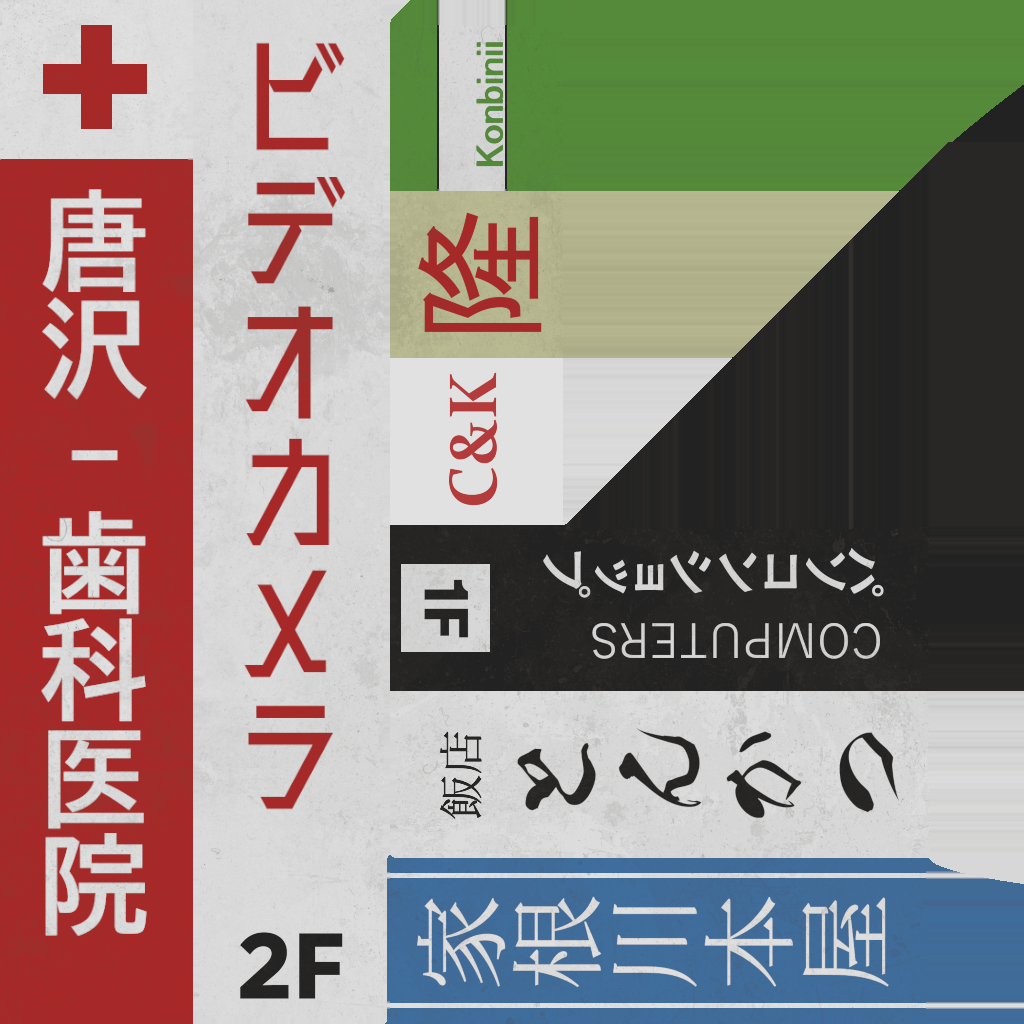 唐沢 - 歯科医院
ビデオカメラ
2F
Konbinii
隆
C&K
1F
パソコンショップ
COMPUTERS
飯店
とんかつ
家根川本屋